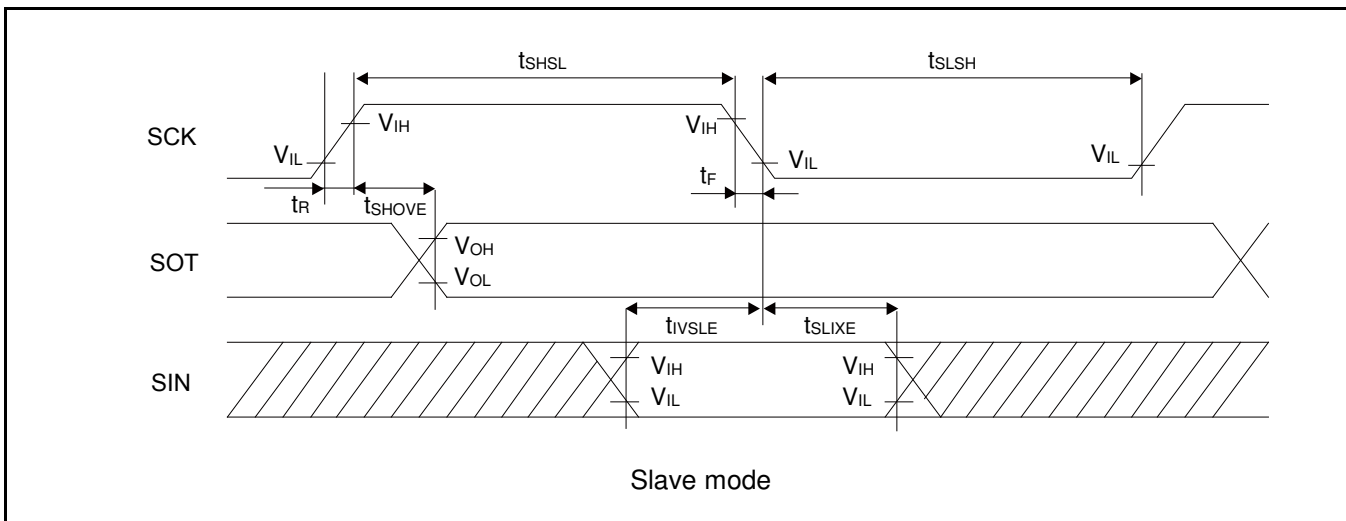 tSHSL
tSLSH
SCK
VIH
VIH
VIL
VIL
VIL
tR
tSHOVE
tF
SOT
VOH
VOL
tIVSLE
tSLIXE
SIN
VIH
VIH
VIL
VIL
Slave mode